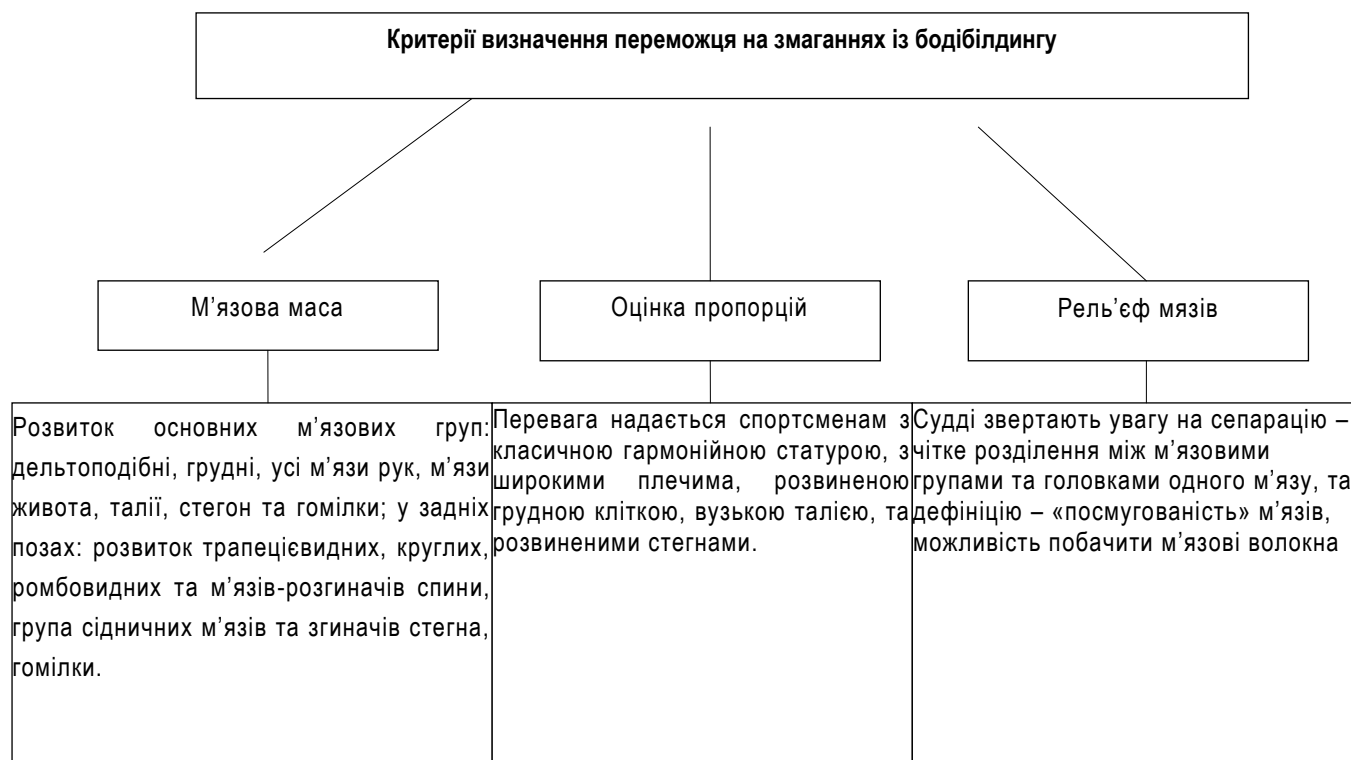 Критерії визначення переможця на змаганнях із бодібілдингу
М’язова маса
Оцінка пропорцій
Рель’єф мязів
Розвиток основних м’язових груп:
дельтоподібні, грудні, усі м’язи рук, м’язи
живота, талії, стегон та гомілки; у задніх
позах: розвиток трапецієвидних, круглих,
ромбовидних та м’язів-розгиначів спини,
група сідничних м’язів та згиначів стегна,
гомілки.
Перевага надається спортсменам з
класичною гармонійною статурою, з
широкими плечима, розвиненою
грудною кліткою, вузькою талією, та
розвиненими стегнами.
Судді звертають увагу на сепарацію –
чітке розділення між м’язовими
групами та головками одного м’язу, та
дефініцію – «посмугованість» м’язів,
можливість побачити м’язові волокна